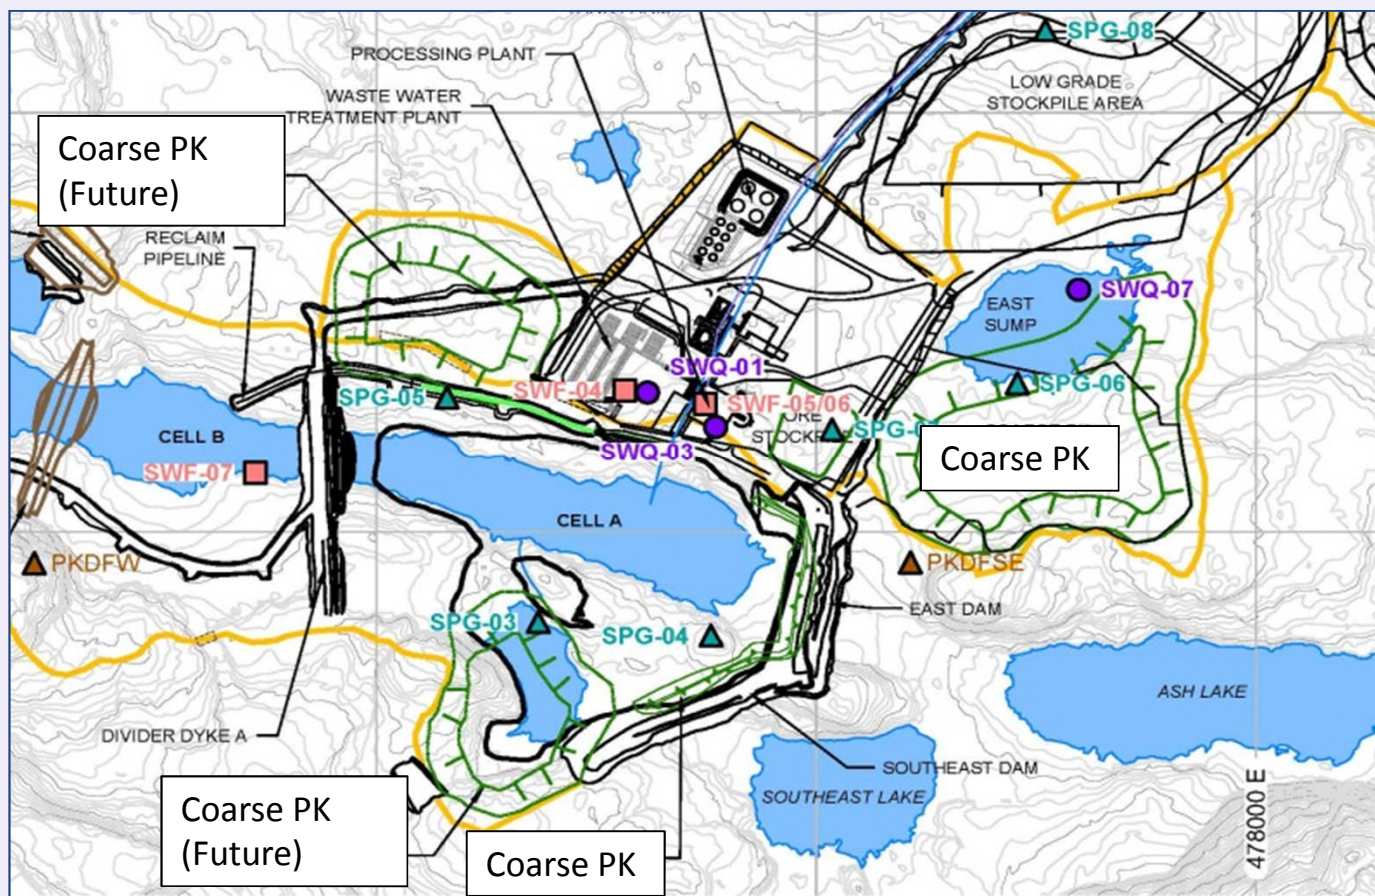 SPG-08
PROCESSING PLANT
LOW GRADE
STOCKPILE AREA
WASTE WATER
TREATMENT PLANT
Coarse PK
(Future)
RECLAIM
PIPELINE
SWQ-07
EAST
SUMP
SWQ-01
SPG-06
SWF-04
SPG-05
SWF-05/06
STOCKPILE
CELL B
SWQ-03
Coarse PK
SWF-07
CELL A
PKDFW
PKDFSE
EAST DAM
SPG-03
SPG-04
ASH LAKE
DIVIDER DYKE A
SOUTHEAST DAM
SOUTHEAST LAKE
478000 E
Coarse PK
(Future)
Coarse PK